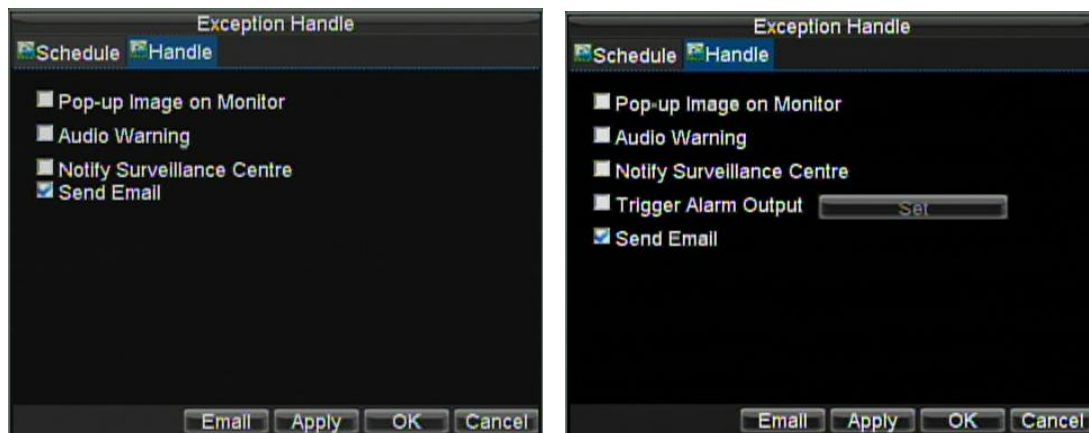 Exception Handle
Schedule Handle
Pop-up Image on Monitor
Audio Warning
Notify Surveillance Centre
Send Email
Email Apply OK Cancel
Exception Handle
Schedule Handle
Pop-up Image on Monitor
Audio Warning
Notify Surveillance Centre
Trigger Alarm Output Set
Send Email
Email Apply OK Cancel